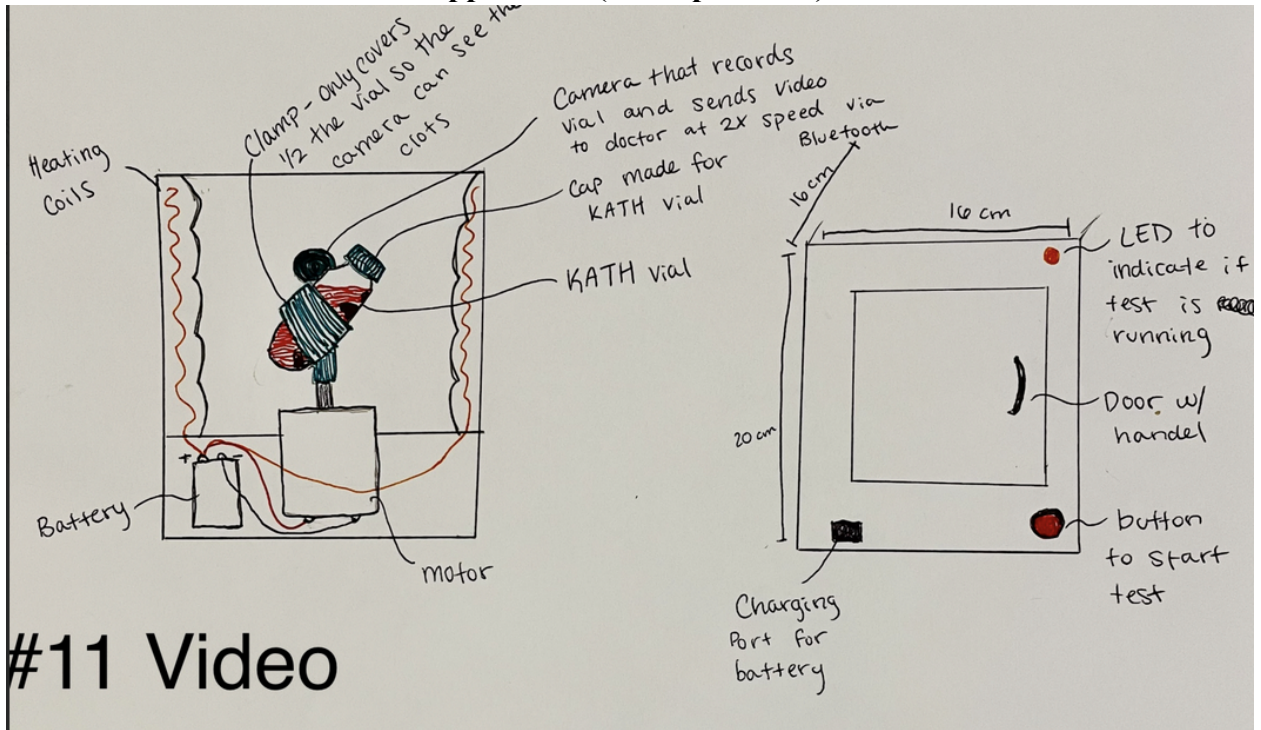 Clamp - only covers
1/2 the vial so the
camera can see the
clots
Heating
Coils
Camera that records
vial and sends video
to doctor at 2x speed via
Bluetooth
Cap made for
KATH vial
KATH vial
+ -
Battery
motor
16 cm
16 cm
20 cm
LED to
indicate if
test is
running
Door w/
handel
button
to start
test
Charging
Port for
battery
#11 Video